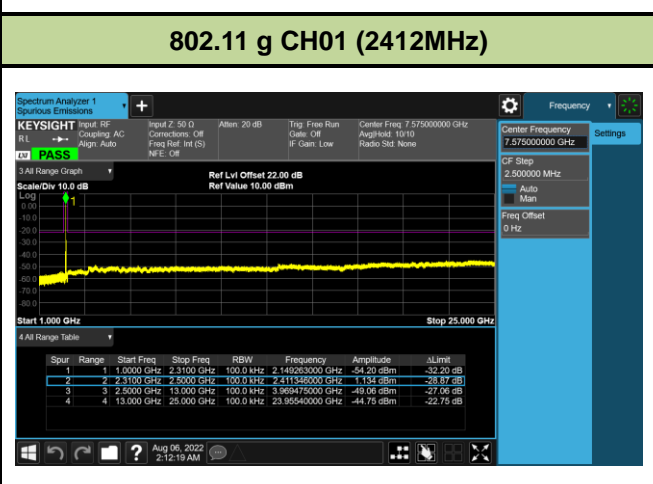 802.11 g CH01 (2412MHz)
Spectrum Analyzer 1
Spurious Emissions
Frequency
KEYSIGHT
Input: RF
Coupling: AC
Align: Auto
Input Z: 50 Ω
Corrections: Off
Freq Ref: Int (S)
NFE: Off
Atten: 20 dB
Trig: Free Run
Gate: Off
IF Gain: Low
Center Freq: 7.575000000 GHz
Avg|Hold: 10/10
Radio Std: None
R L
LXI
PASS
Center Frequency
7.575000000 GHz
Settings
CF Step
2.500000 MHz
Auto
Man
Freq Offset
0 Hz
3 All Range Graph
Scale/Div 10.0 dB
Ref Lvl Offset 22.00 dB
Ref Value 10.00 dBm
Log
1
0.00
-10.0
-20.0
-30.0
-40.0
-50.0
-60.0
-70.0
-80.0
Start 1.000 GHz
Stop 25.000 GHz
4 All Range Table
Spur Range Start Freq Stop Freq RBW Frequency Amplitude ΔLimit
1 1 1.0000 GHz 2.3100 GHz 100.0 kHz 2.149263000 GHz -54.20 dBm -32.20 dB
2 2 2.3100 GHz 2.5000 GHz 100.0 kHz 2.411346000 GHz 1.134 dBm -28.87 dB
3 3 2.5000 GHz 13.000 GHz 100.0 kHz 3.969475000 GHz -49.06 dBm -27.06 dB
4 4 13.000 GHz 25.000 GHz 100.0 kHz 23.95540000 GHz -44.75 dBm -22.75 dB
Aug 06, 2022
2:12:19 AM